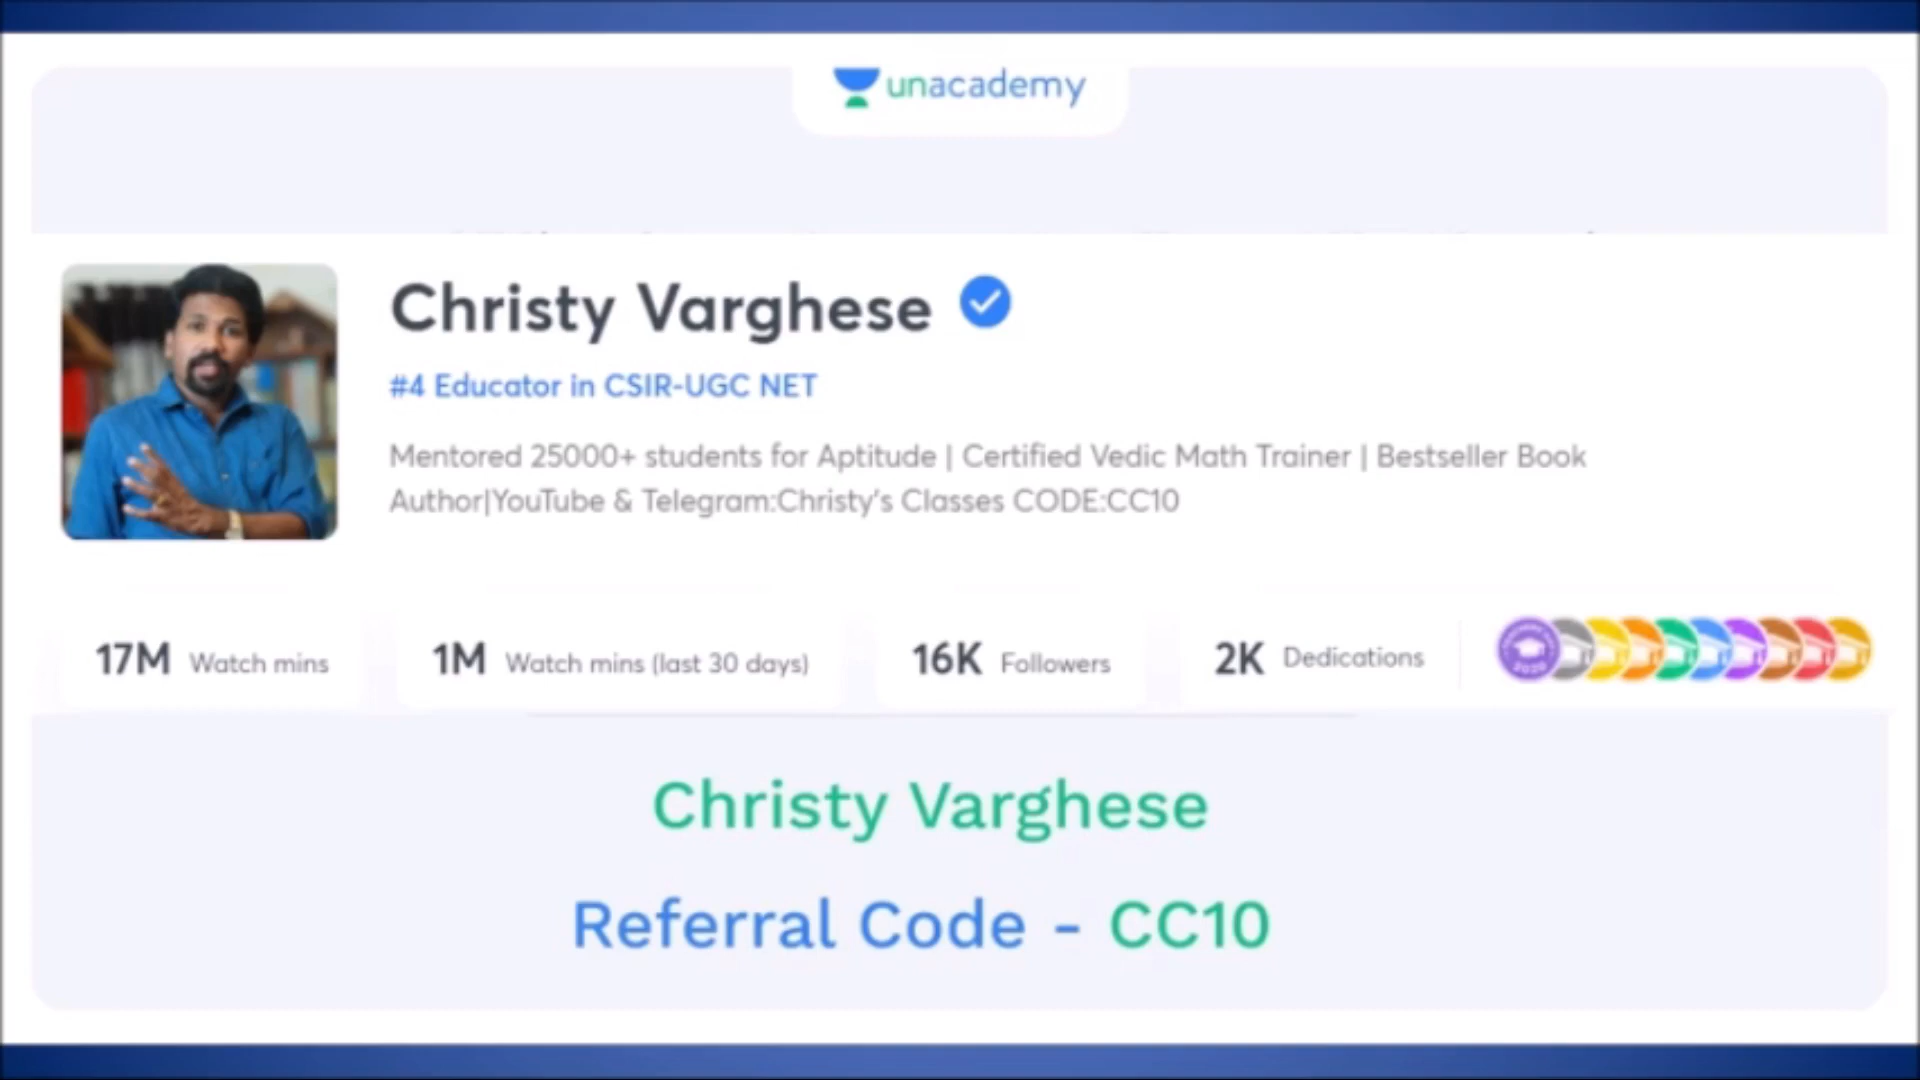 unacademy
Christy Varghese
#4 Educator in CSIR-UGC NET
Mentored 25000+ students for Aptitude | Certified Vedic Math Trainer | Bestseller Book
Author|YouTube & Telegram:Christy's Classes CODE:CC10
17M Watch mins 1M Watch mins (last 30 days) 16K Followers 2K Dedications
Christy Varghese
Referral Code - CC10